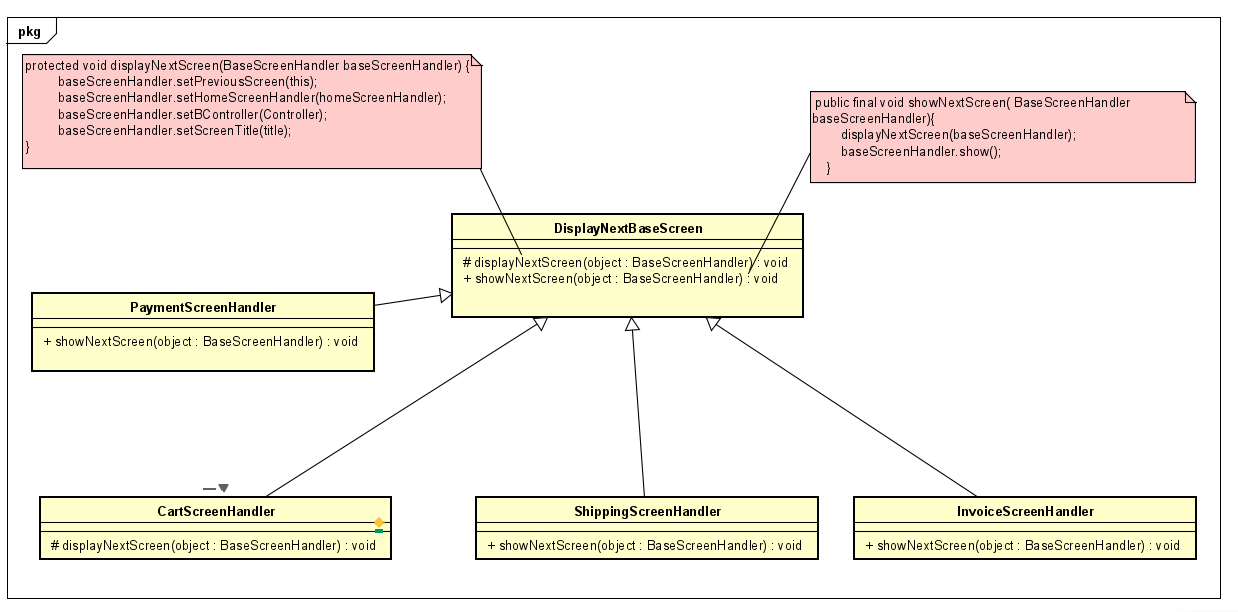 pkg
protected void displayNextScreen(BaseScreenHandler baseScreenHandler) {
baseScreenHandler.setPreviousScreen(this);
baseScreenHandler.setHomeScreenHandler(homeScreenHandler);
baseScreenHandler.setBController(Controller);
baseScreenHandler.setScreenTitle(title);
}
public final void showNextScreen( BaseScreenHandler
baseScreenHandler){
displayNextScreen(baseScreenHandler);
baseScreenHandler.show();
}
DisplayNextBaseScreen
# displayNextScreen(object : BaseScreenHandler) : void
+ showNextScreen(object : BaseScreenHandler) : void
PaymentScreenHandler
+ showNextScreen(object : BaseScreenHandler) : void
CartScreenHandler
# displayNextScreen(object : BaseScreenHandler) : void
ShippingScreenHandler
+ showNextScreen(object : BaseScreenHandler) : void
InvoiceScreenHandler
+ showNextScreen(object : BaseScreenHandler) : void